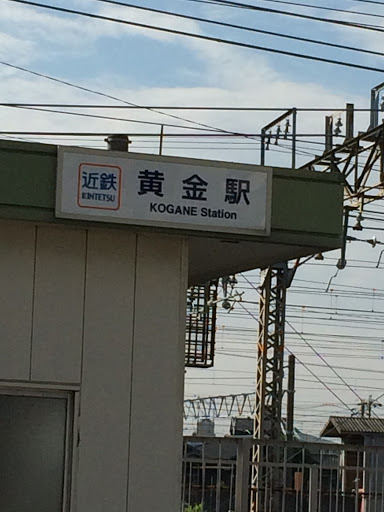 近鉄
KINTETSU
黄金駅
KOGANE Station